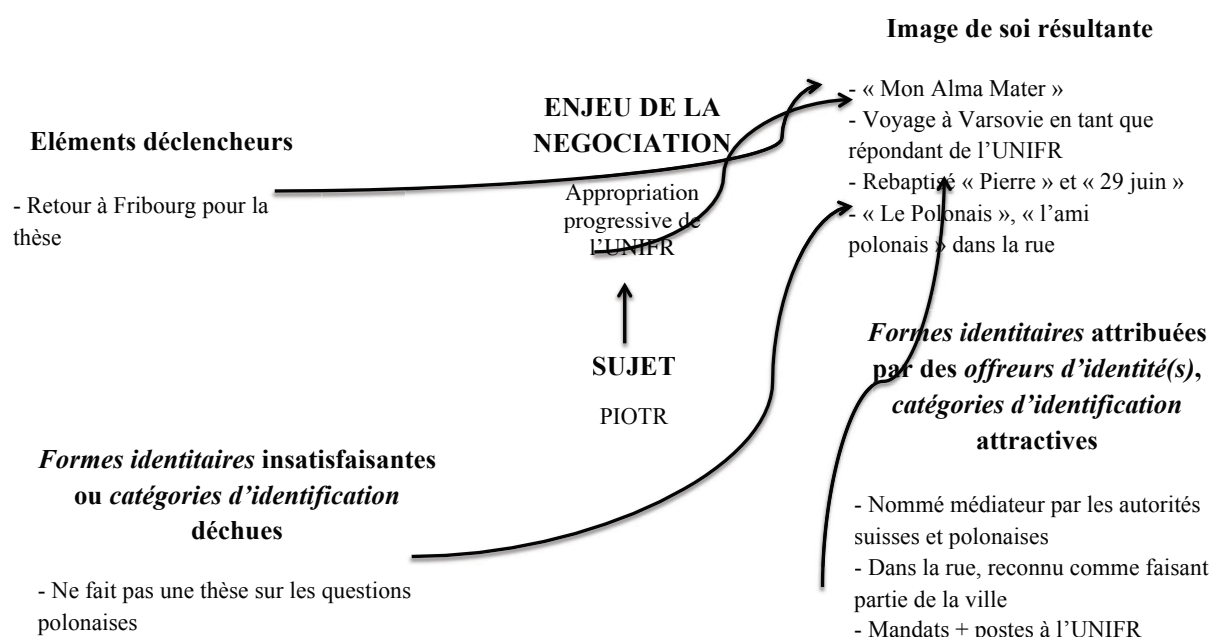 Image de soi résultante
- « Mon Alma Mater »
- Voyage à Varsovie en tant que
répondant de l’UNIFR
- Rebaptisé « Pierre » et « 29 juin »
- « Le Polonais », « l’ami
polonais » dans la rue
ENJEU DE LA
NEGOCIATION
Appropriation
progressive de
l’UNIFR
Eléments déclencheurs
- Retour à Fribourg pour la
thèse
SUJET
PIOTR
Formes identitaires attribuées
par des offreurs d’identité(s),
catégories d’identification
attractives
- Nommé médiateur par les autorités
suisses et polonaises
- Dans la rue, reconnu comme faisant
partie de la ville
- Mandats + postes à l’UNIFR
Formes identitaires insatisfaisantes
ou catégories d’identification
déchues
- Ne fait pas une thèse sur les questions
polonaises